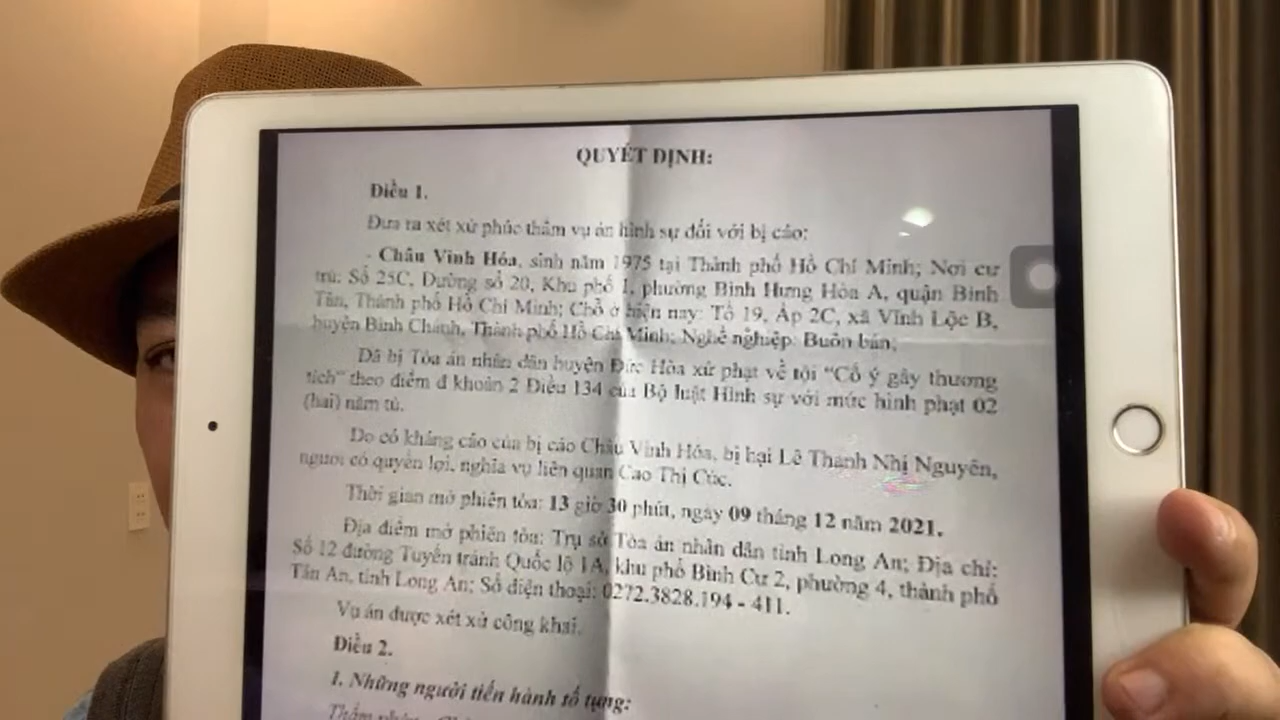 QUYẾT ĐỊNH:
Điều 1.
Đưa ra xét xử phúc thẩm vụ án hình sự đối với bị cáo:
- Châu Vinh Hóa, sinh năm 1975 tại Thành phố Hồ Chí Minh; Nơi cư
trú: Số 25C, Đường số 20, Khu phố 1, phường Bình Hưng Hòa A, quận Bình
Tân, Thành phố Hồ Chí Minh; Chỗ ở hiện nay: Tổ 19, Ấp 2C, xã Vĩnh Lộc B,
huyện Bình Chánh, Thành phố Hồ Chí Minh; Nghề nghiệp: Buôn bán;
Đã bị Tòa án nhân dân huyện Đức Hòa xử phạt về tội “Cố ý gây thương
tích” theo điểm đ khoản 2 Điều 134 của Bộ luật Hình sự với mức hình phạt 02
(hai) năm tù.
Do có kháng cáo của bị cáo Châu Vinh Hóa, bị hại Lê Thanh Nhị Nguyên,
người có quyền lợi, nghĩa vụ liên quan Cao Thị Cúc.
Thời gian mở phiên tòa: 13 giờ 30 phút, ngày 09 tháng 12 năm 2021.
Địa điểm mở phiên tòa: Trụ sở Tòa án nhân dân tỉnh Long An; Địa chỉ:
Số 12 đường Tuyến tránh Quốc lộ 1A, khu phố Bình Cư 2, phường 4, thành phố
Tân An, tỉnh Long An; Số điện thoại: 0272.3828.194 - 411.
Vụ án được xét xử công khai.
Điều 2.
1. Những người tiến hành tố tụng:
Thẩm phán